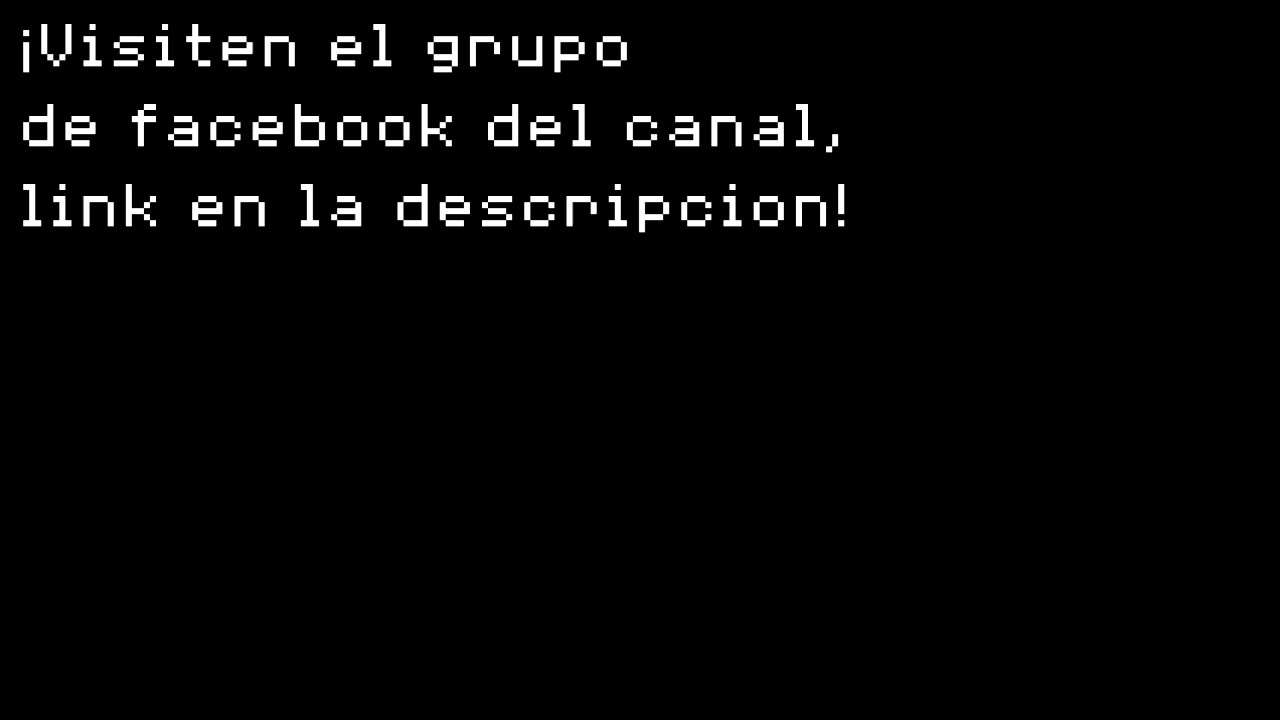 ¡Visiten el grupo
de facebook del canal,
link en la descripcion!